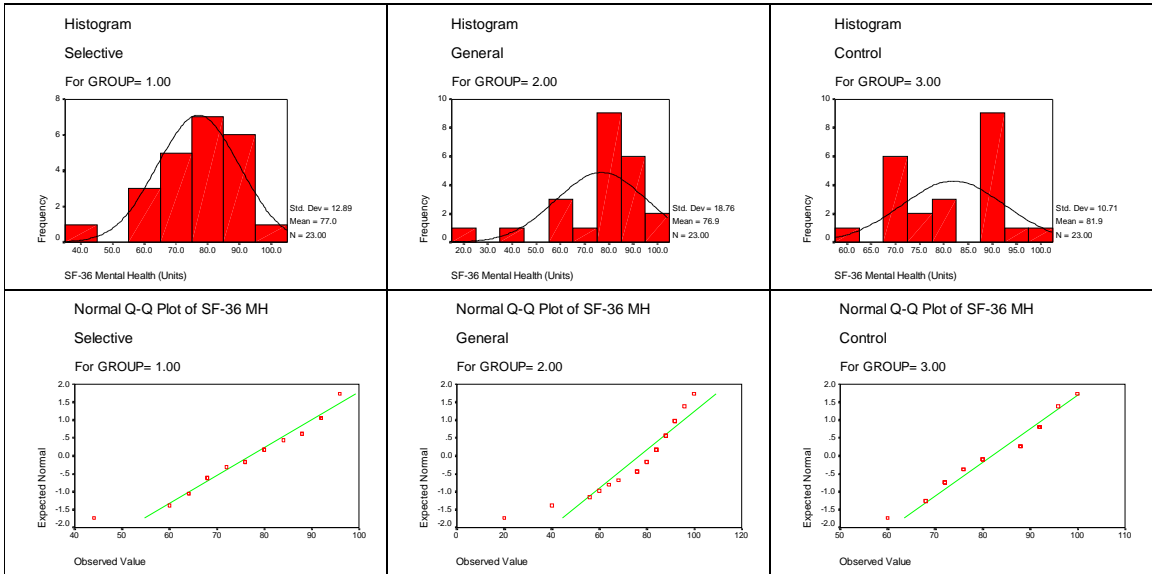 Histogram
Selective
For GROUP= 1.00
8
6
4
2
0
Frequency
40.0 50.0 60.0 70.0 80.0 90.0 100.0
Std. Dev = 12.89
Mean = 77.0
N = 23.00
SF-36 Mental Health (Units)
Histogram
General
For GROUP= 2.00
10
8
6
4
2
0
Frequency
20.0 30.0 40.0 50.0 60.0 70.0 80.0 90.0 100.0
Std. Dev = 18.76
Mean = 76.9
N = 23.00
SF-36 Mental Health (Units)
Histogram
Control
For GROUP= 3.00
10
8
6
4
2
0
Frequency
60.0 65.0 70.0 75.0 80.0 85.0 90.0 95.0 100.0
Std. Dev = 10.71
Mean = 81.9
N = 23.00
SF-36 Mental Health (Units)
Normal Q-Q Plot of SF-36 MH
Selective
For GROUP= 1.00
2.0
1.5
1.0
.5
0.0
-.5
-1.0
-1.5
-2.0
Expected Normal
40 50 60 70 80 90 100
Observed Value
Normal Q-Q Plot of SF-36 MH
General
For GROUP= 2.00
2.0
1.5
1.0
.5
0.0
-.5
-1.0
-1.5
-2.0
Expected Normal
0 20 40 60 80 100 120
Observed Value
Normal Q-Q Plot of SF-36 MH
Control
For GROUP= 3.00
2.0
1.5
1.0
.5
0.0
-.5
-1.0
-1.5
-2.0
Expected Normal
50 60 70 80 90 100 110
Observed Value